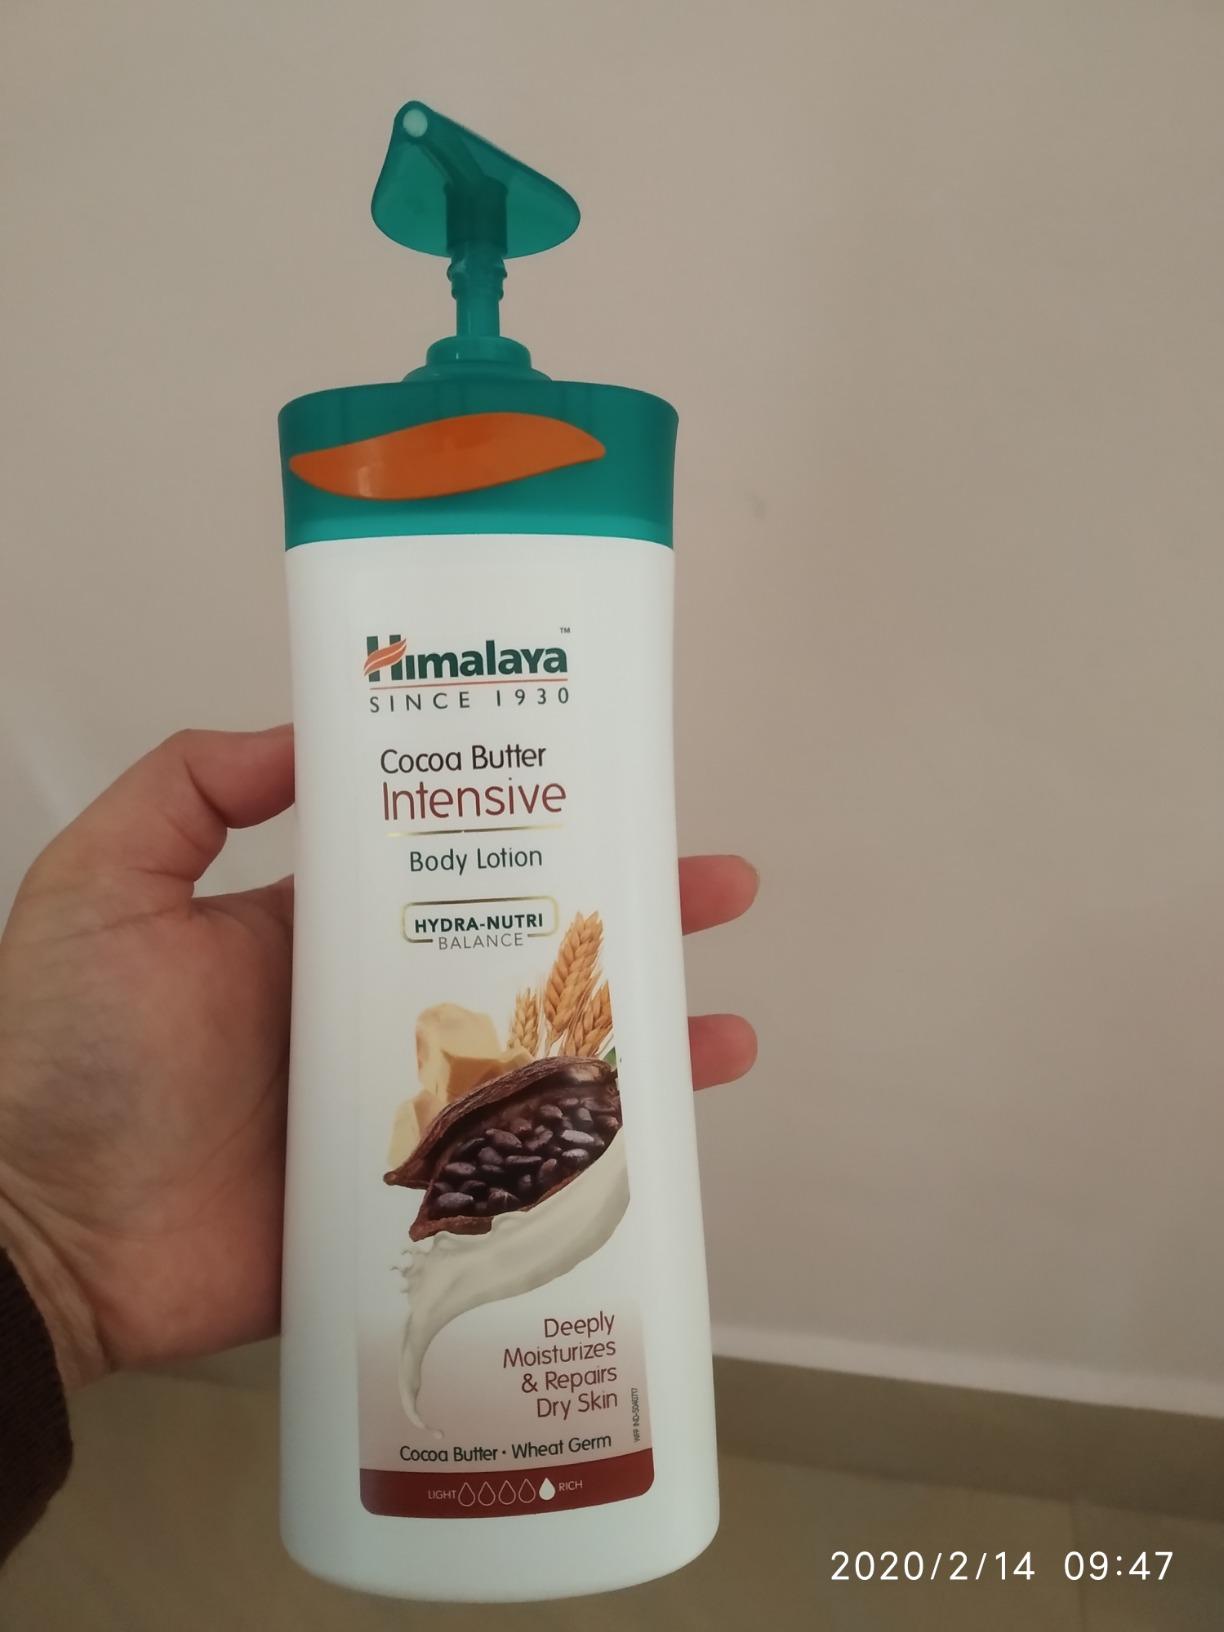 Himalaya™
SINCE 1930
Cocoa Butter
Intensive
Body Lotion
HYDRA-NUTRI
BALANCE
Deeply
Moisturizes
& Repairs
Dry Skin
Cocoa Butter • Wheat Germ
LIGHT RICH
2020/2/14 09:47